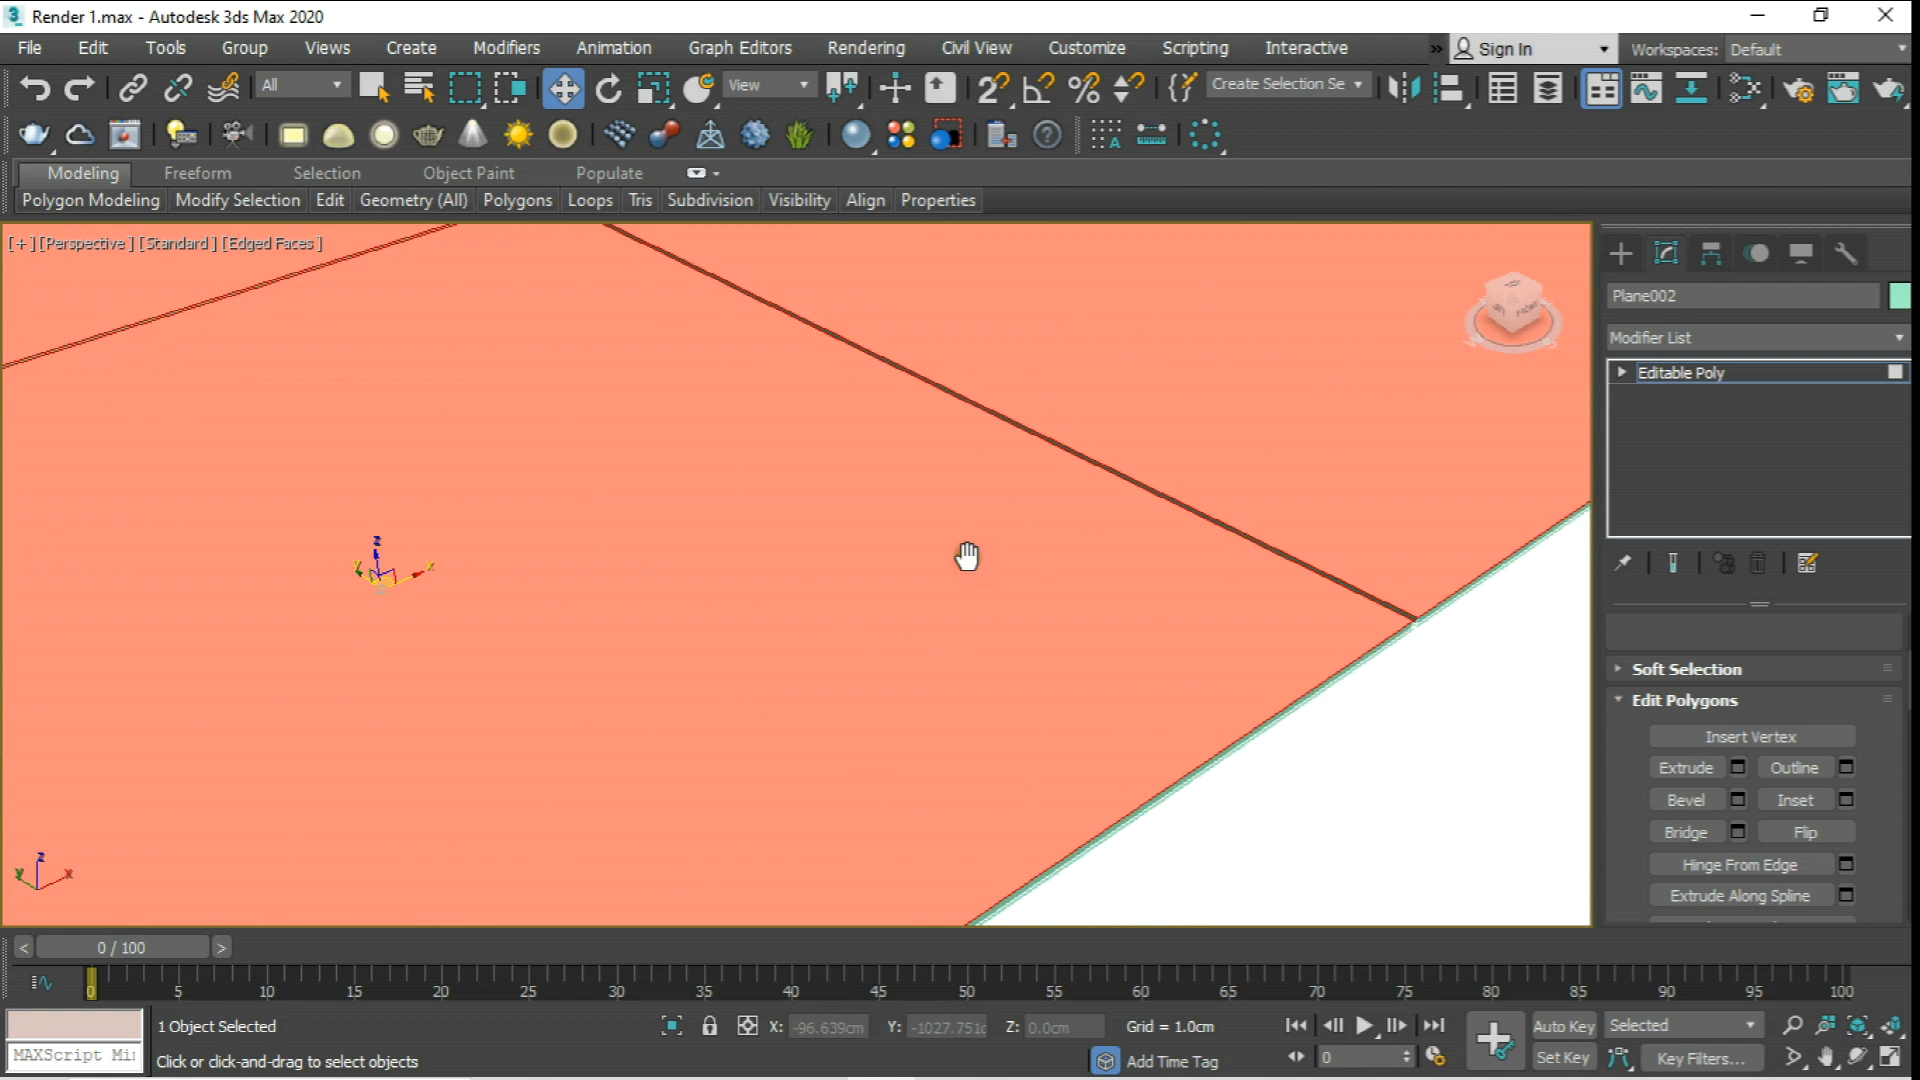 Render 1.max - Autodesk 3ds Max 2020
File Edit Tools Group Views Create Modifiers Animation Graph Editors Rendering Civil View Customize Scripting Interactive
Sign In Workspaces: Default
All View Create Selection Se
Modeling Freeform Selection Object Paint Populate
Polygon Modeling Modify Selection Edit Geometry (All) Polygons Loops Tris Subdivision Visibility Align Properties
[+][Perspective][Standard][Edged Faces]
Plane002
Modifier List
Editable Poly
z
y x
Soft Selection
Edit Polygons
Insert Vertex
Extrude Outline
Bevel Inset
Bridge Flip
Hinge From Edge
Extrude Along Spline
z
y x
< 0 / 100 >
0 5 10 15 20 25 30 35 40 45 50 55 60 65 70 75 80 85 90 95 100
1 Object Selected X: -96.639cm Y: -1027.751c Z: 0.0cm Grid = 1.0cm Auto Key Selected
MAXScript Mi Click or click-and-drag to select objects Add Time Tag 0 Set Key Key Filters...